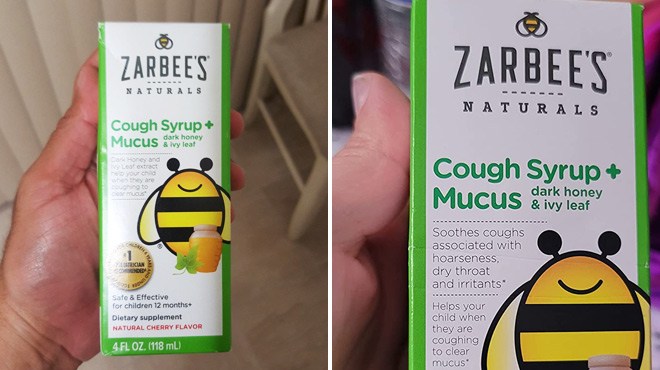 ZARBEE'S
NATURALS
Cough Syrup +
Mucus dark honey
& ivy leaf
Dark Honey and
Ivy Leaf extract
help your child
when they are
coughing to
clear mucus*
#1
PEDIATRICIAN
RECOMMENDED
Safe & Effective
for children 12 months+
Dietary supplement
NATURAL CHERRY FLAVOR
4 FL OZ. (118 mL)
ZARBEE'S
NATURALS
Cough Syrup +
Mucus dark honey
& ivy leaf
Soothes coughs
associated with
hoarseness,
dry throat
and irritants*
Helps your
child when
they are
coughing
to clear
mucus*